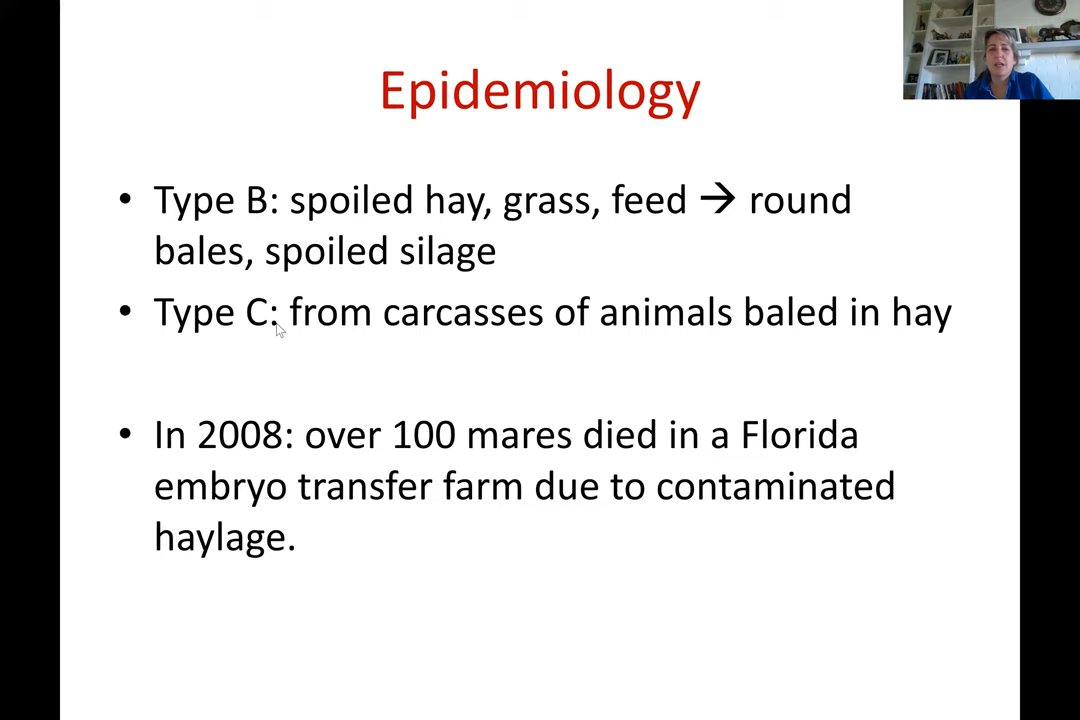 Epidemiology
• Type B: spoiled hay, grass, feed → round
bales, spoiled silage
• Type C: from carcasses of animals baled in hay
• In 2008: over 100 mares died in a Florida
embryo transfer farm due to contaminated
haylage.